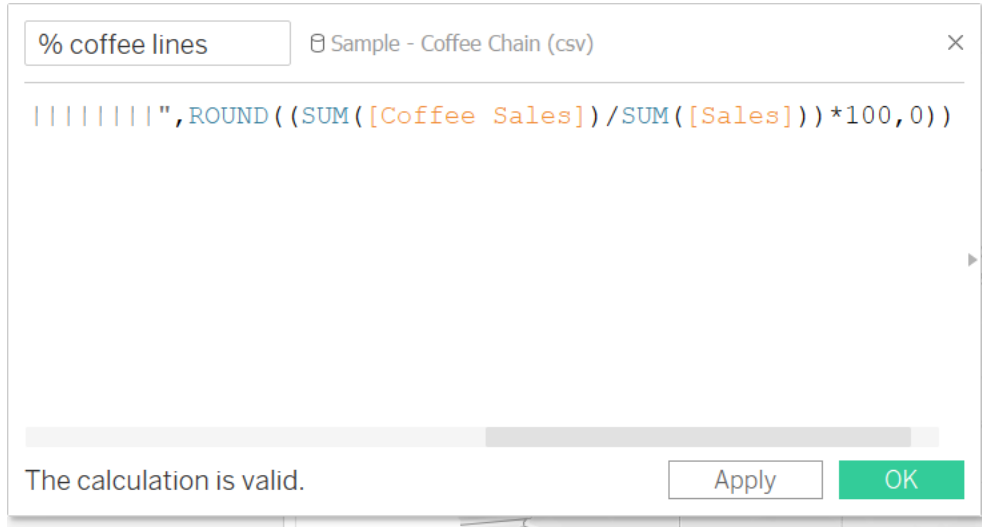 % coffee lines
Sample - Coffee Chain (csv)
||||||||",ROUND((SUM([Coffee Sales])/SUM([Sales]))*100,0))
The calculation is valid.
Apply
OK